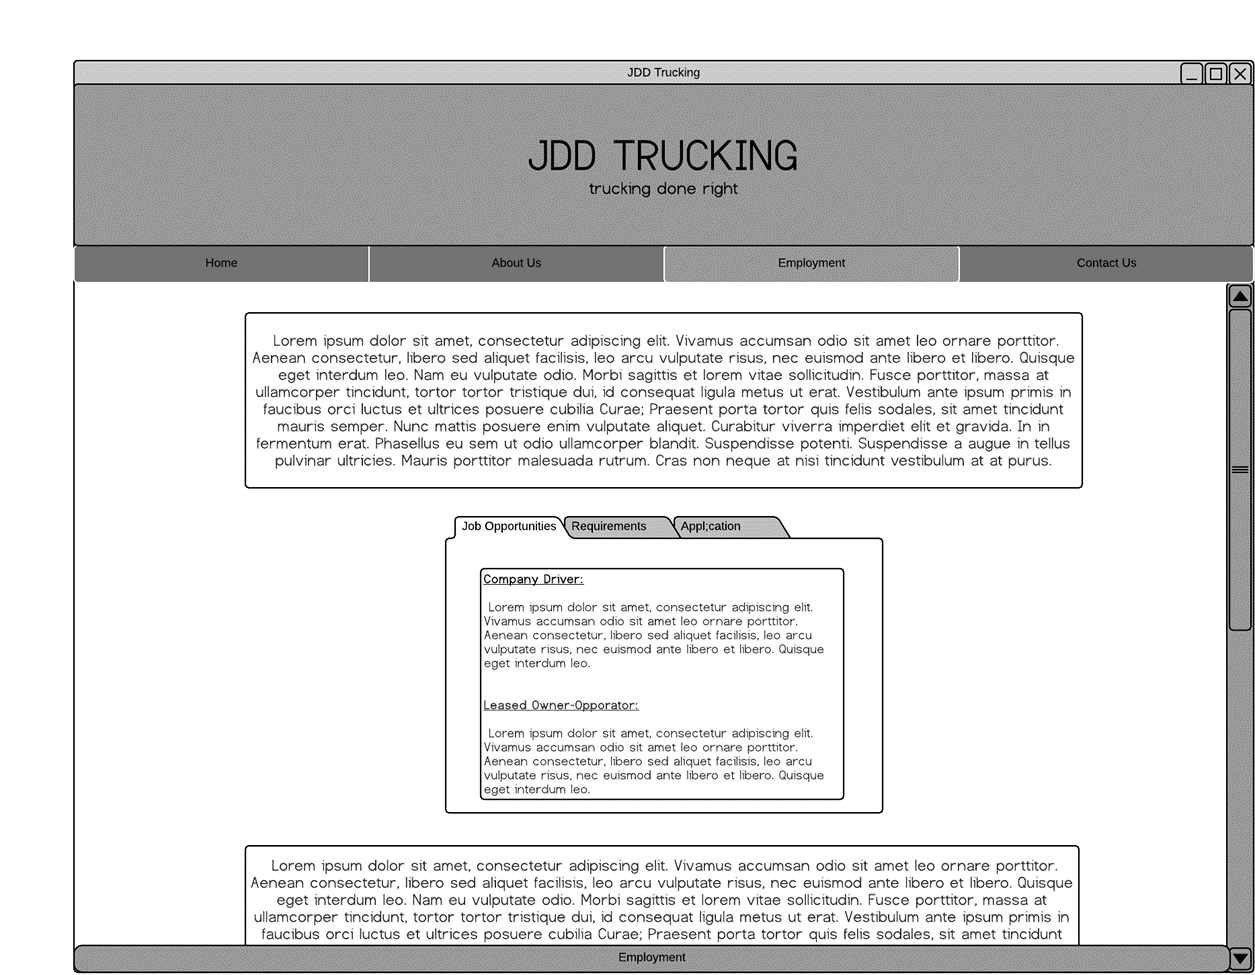 JDD Trucking
JDD TRUCKING
trucking done right
Home
About Us
Employment
Contact Us
Lorem ipsum dolor sit amet, consectetur adipiscing elit. Vivamus accumsan odio sit amet leo ornare porttitor.
Aenean consectetur, libero sed aliquet facilisis, leo arcu vulputate risus, nec euismod ante libero et libero. Quisque
eget interdum leo. Nam eu vulputate odio. Morbi sagittis et lorem vitae sollicitudin. Fusce porttitor, massa at
ullamcorper tincidunt, tortor tortor tristique dui, id consequat ligula metus ut erat. Vestibulum ante ipsum primis in
faucibus orci luctus et ultrices posuere cubilia Curae; Praesent porta tortor quis felis sodales, sit amet tincidunt
mauris semper. Nunc mattis posuere enim vulputate aliquet. Curabitur viverra imperdiet elit et gravida. In in
fermentum erat. Phasellus eu sem ut odio ullamcorper blandit. Suspendisse potenti. Suspendisse a augue in tellus
pulvinar ultricies. Mauris porttitor malesuada rutrum. Cras non neque at nisi tincidunt vestibulum at at purus.
Job Opportunities
Requirements
Appl;cation
Company Driver:
Lorem ipsum dolor sit amet, consectetur adipiscing elit.
Vivamus accumsan odio sit amet leo ornare porttitor.
Aenean consectetur, libero sed aliquet facilisis, leo arcu
vulputate risus, nec euismod ante libero et libero. Quisque
eget interdum leo.
Leased Owner-Opporator:
Lorem ipsum dolor sit amet, consectetur adipiscing elit.
Vivamus accumsan odio sit amet leo ornare porttitor.
Aenean consectetur, libero sed aliquet facilisis, leo arcu
vulputate risus, nec euismod ante libero et libero. Quisque
eget interdum leo.
Lorem ipsum dolor sit amet, consectetur adipiscing elit. Vivamus accumsan odio sit amet leo ornare porttitor.
Aenean consectetur, libero sed aliquet facilisis, leo arcu vulputate risus, nec euismod ante libero et libero. Quisque
eget interdum leo. Nam eu vulputate odio. Morbi sagittis et lorem vitae sollicitudin. Fusce porttitor, massa at
ullamcorper tincidunt, tortor tortor tristique dui, id consequat ligula metus ut erat. Vestibulum ante ipsum primis in
faucibus orci luctus et ultrices posuere cubilia Curae; Praesent porta tortor quis felis sodales, sit amet tincidunt
Employment